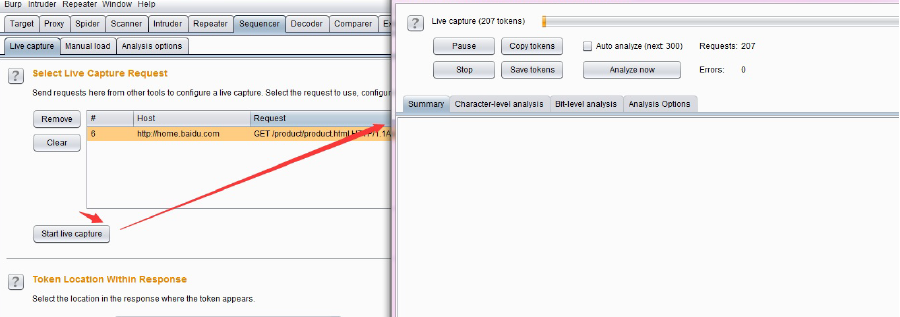 Burp Intruder Repeater Window Help
Target Proxy Spider Scanner Intruder Repeater Sequencer Decoder Comparer
Live capture Manual load Analysis options
? Select Live Capture Request
Send requests here from other tools to configure a live capture. Select the request to use,
Remove # Host Request
6 http://home.baidu.com GET /product/product.html
Clear
Start live capture
? Token Location Within Response
Select the location in the response where the token appears.
? Live capture (207 tokens)
Pause Copy tokens Auto analyze (next: 300) Requests: 207
Stop Save tokens Analyze now Errors: 0
Summary Character-level analysis Bit-level analysis Analysis Options